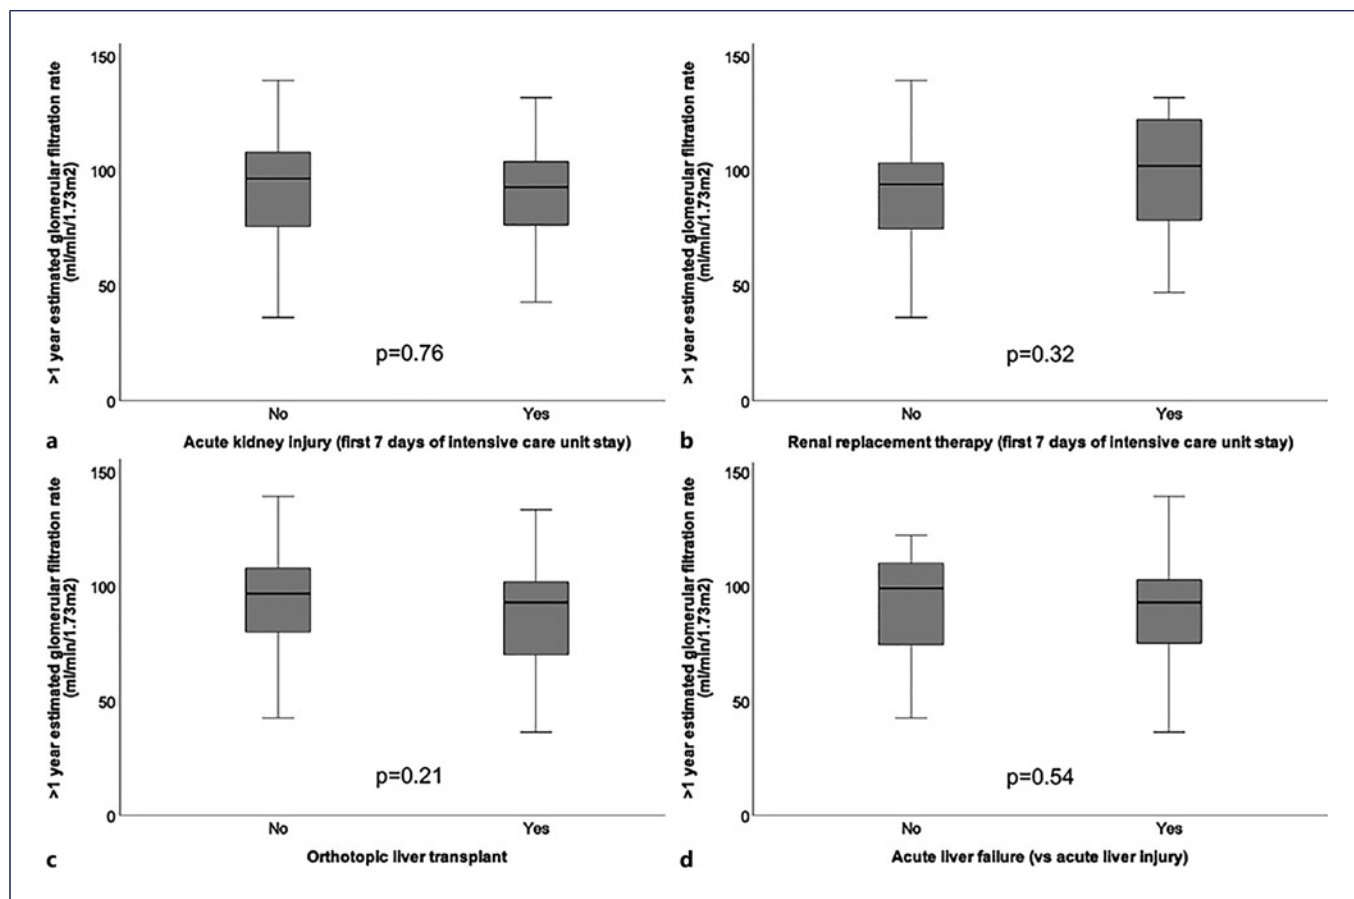 >1 year estimated glomerular filtration rate
(ml/min/1.73m2)
150
100
50
0
p=0.76
No
Yes
a
Acute kidney injury (first 7 days of intensive care unit stay)
>1 year estimated glomerular filtration rate
(ml/min/1.73m2)
150
100
50
0
p=0.32
No
Yes
b
Renal replacement therapy (first 7 days of intensive care unit stay)
>1 year estimated glomerular filtration rate
(ml/min/1.73m2)
150
100
50
0
p=0.21
No
Yes
c
Orthotopic liver transplant
>1 year estimated glomerular filtration rate
(ml/min/1.73m2)
150
100
50
0
p=0.54
No
Yes
d
Acute liver failure (vs acute liver injury)